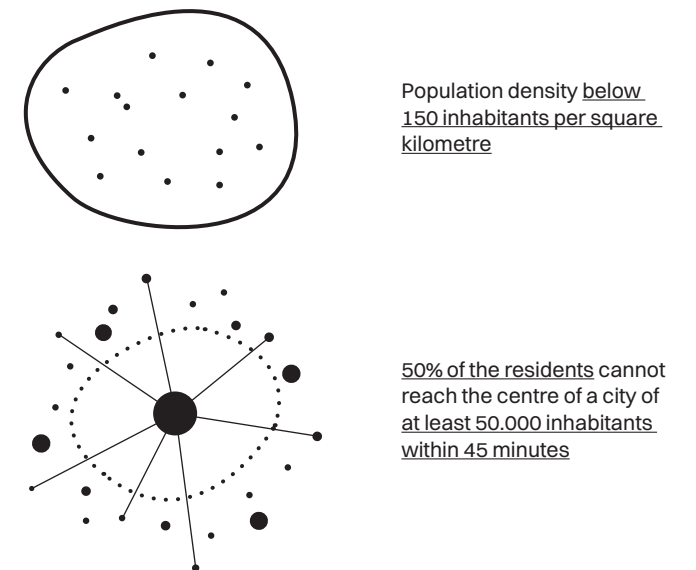 Population density below
150 inhabitants per square
kilometre
50% of the residents cannot
reach the centre of a city of
at least 50.000 inhabitants
within 45 minutes